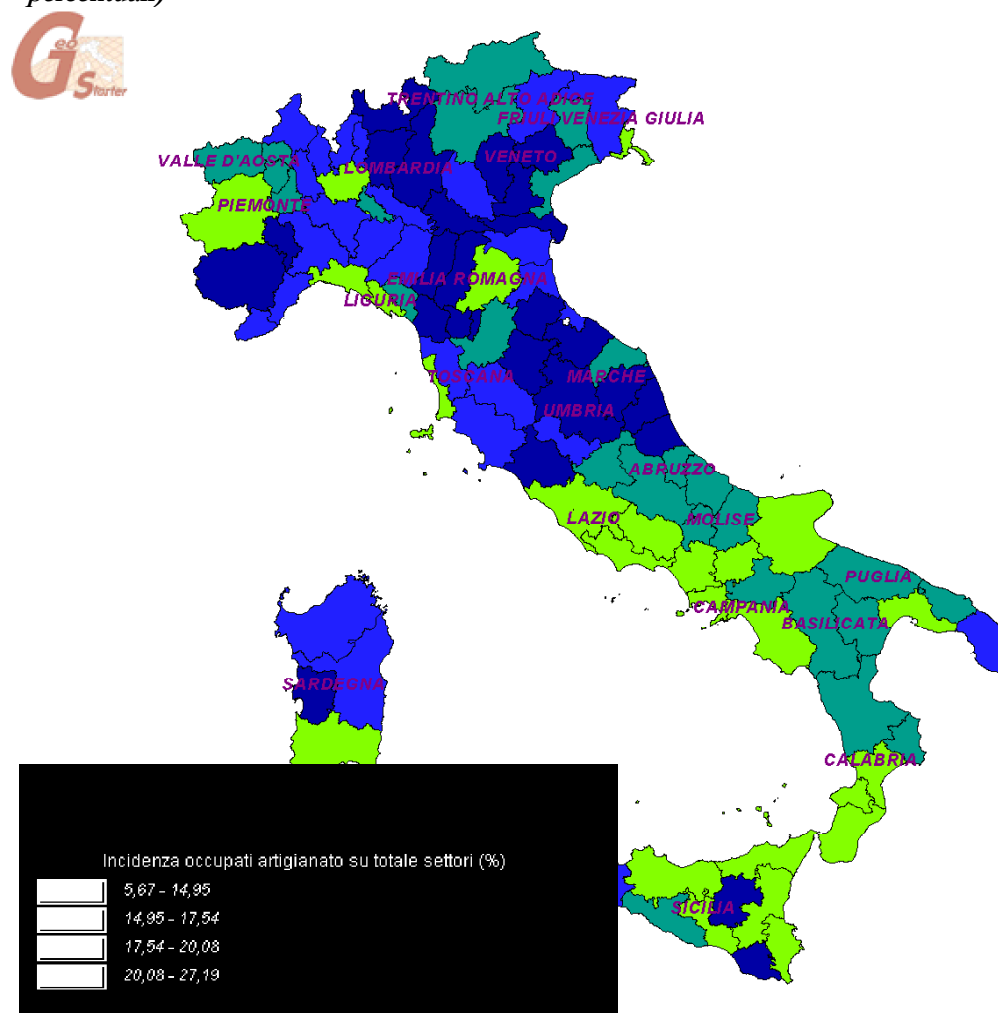 percentuali)
Geo
Starter
TRENTINO ALTO ADIGE
FRIULI VENEZIA GIULIA
VALLE D'AOSTA
LOMBARDIA
VENETO
PIEMONTE
EMILIA ROMAGNA
LIGURIA
TOSCANA
MARCHE
UMBRIA
ABRUZZO
LAZIO
MOLISE
PUGLIA
CAMPANIA
BASILICATA
SARDEGNA
CALABRIA
SICILIA
Incidenza occupati artigianato su totale settori (%)
5,67 - 14,95
14,95 - 17,54
17,54 - 20,08
20,08 - 27,19